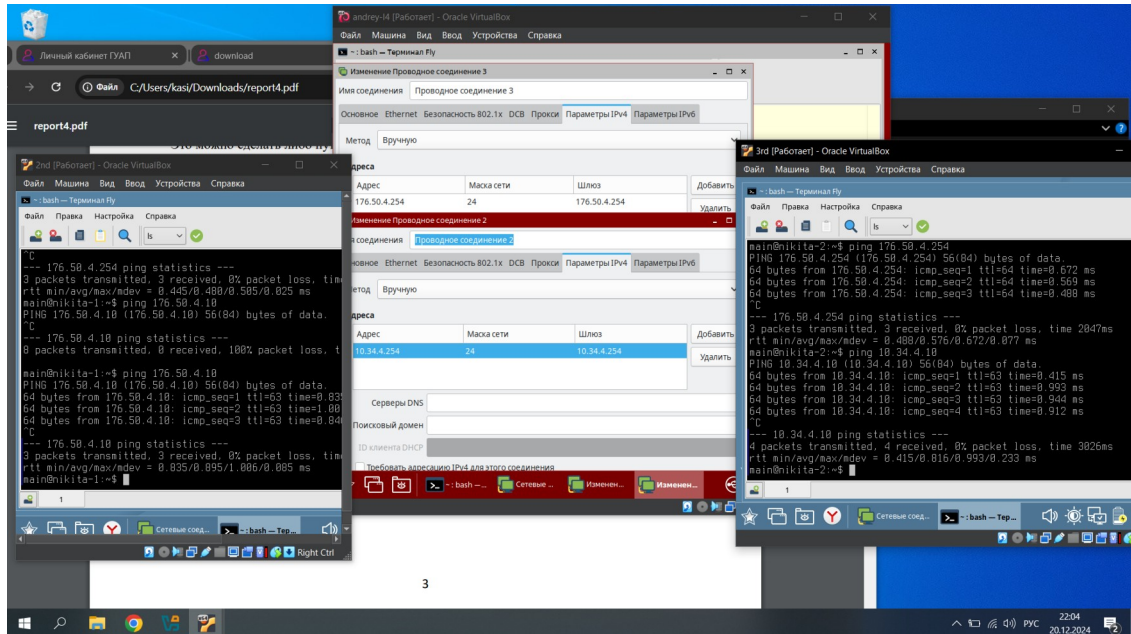 andrey-l4 [Работает] - Oracle VirtualBox
Файл Машина Вид Ввод Устройства Справка
~ : bash — Терминал Fly
Личный кабинет ГУАП
download
Файл C:/Users/kasi/Downloads/report4.pdf
report4.pdf
Изменение Проводное соединение 3
Имя соединения Проводное соединение 3
Основное Ethernet Безопасность 802.1x DCB Прокси Параметры IPv4 Параметры IPv6
Метод Вручную
дреса
Адрес Маска сети Шлюз Добавить
176.50.4.254 24 176.50.4.254
Удалить
Изменение Проводное соединение 2
я соединения Проводное соединение 2
новное Ethernet Безопасность 802.1x DCB Прокси Параметры IPv4 Параметры IPv6
етод Вручную
дреса
Адрес Маска сети Шлюз Добавить
10.34.4.254 24 10.34.4.254
Удалить
Серверы DNS
Поисковый домен
ID клиента DHCP
Требовать адресацию IPv4 для этого соединения
~ : bash — ... Сетевые ... Изменен... Изменен...
2nd [Работает] - Oracle VirtualBox
Файл Машина Вид Ввод Устройства Справка
~ : bash — Терминал Fly
Файл Правка Настройка Справка
ls
^C
--- 176.50.4.254 ping statistics ---
3 packets transmitted, 3 received, 0% packet loss, tim
rtt min/avg/max/mdev = 0.445/0.480/0.505/0.025 ms
main@nikita-1:~$ ping 176.50.4.10
PING 176.50.4.10 (176.50.4.10) 56(84) bytes of data.
^C
--- 176.50.4.10 ping statistics ---
8 packets transmitted, 0 received, 100% packet loss, t
main@nikita-1:~$ ping 176.50.4.10
PING 176.50.4.10 (176.50.4.10) 56(84) bytes of data.
64 bytes from 176.50.4.10: icmp_seq=1 ttl=63 time=0.835
64 bytes from 176.50.4.10: icmp_seq=2 ttl=63 time=1.00
64 bytes from 176.50.4.10: icmp_seq=3 ttl=63 time=0.840
^C
--- 176.50.4.10 ping statistics ---
3 packets transmitted, 3 received, 0% packet loss, tim
rtt min/avg/max/mdev = 0.835/0.895/1.006/0.085 ms
main@nikita-1:~$
1
Сетевые соед... ~ : bash — Тер...
Right Ctrl
3rd [Работает] - Oracle VirtualBox
Файл Машина Вид Ввод Устройства Справка
~ : bash — Терминал Fly
Файл Правка Настройка Справка
ls
main@nikita-2:~$ ping 176.50.4.254
PING 176.50.4.254 (176.50.4.254) 56(84) bytes of data.
64 bytes from 176.50.4.254: icmp_seq=1 ttl=64 time=0.672 ms
64 bytes from 176.50.4.254: icmp_seq=2 ttl=64 time=0.569 ms
64 bytes from 176.50.4.254: icmp_seq=3 ttl=64 time=0.488 ms
^C
--- 176.50.4.254 ping statistics ---
3 packets transmitted, 3 received, 0% packet loss, time 2047ms
rtt min/avg/max/mdev = 0.488/0.576/0.672/0.077 ms
main@nikita-2:~$ ping 10.34.4.10
PING 10.34.4.10 (10.34.4.10) 56(84) bytes of data.
64 bytes from 10.34.4.10: icmp_seq=1 ttl=63 time=0.415 ms
64 bytes from 10.34.4.10: icmp_seq=2 ttl=63 time=0.993 ms
64 bytes from 10.34.4.10: icmp_seq=3 ttl=63 time=0.944 ms
64 bytes from 10.34.4.10: icmp_seq=4 ttl=63 time=0.912 ms
^C
--- 10.34.4.10 ping statistics ---
4 packets transmitted, 4 received, 0% packet loss, time 3026ms
rtt min/avg/max/mdev = 0.415/0.816/0.993/0.233 ms
main@nikita-2:~$
1
Сетевые соед... ~ : bash — Тер...
3
РУС
22:04
20.12.2024